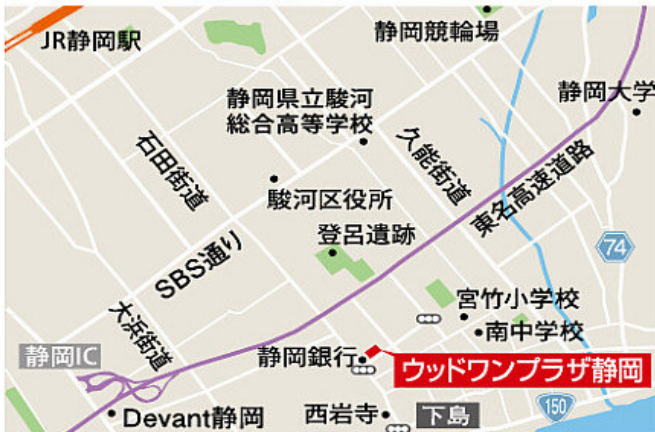 JR静岡駅
静岡競輪場
静岡大学
静岡県立駿河
総合高等学校
石田街道
久能街道
東名高速道路
駿河区役所
登呂遺跡
SBS通り
74
大浜街道
宮竹小学校
南中学校
静岡IC
静岡銀行
ウッドワンプラザ静岡
Devant静岡
西岩寺
下島
150